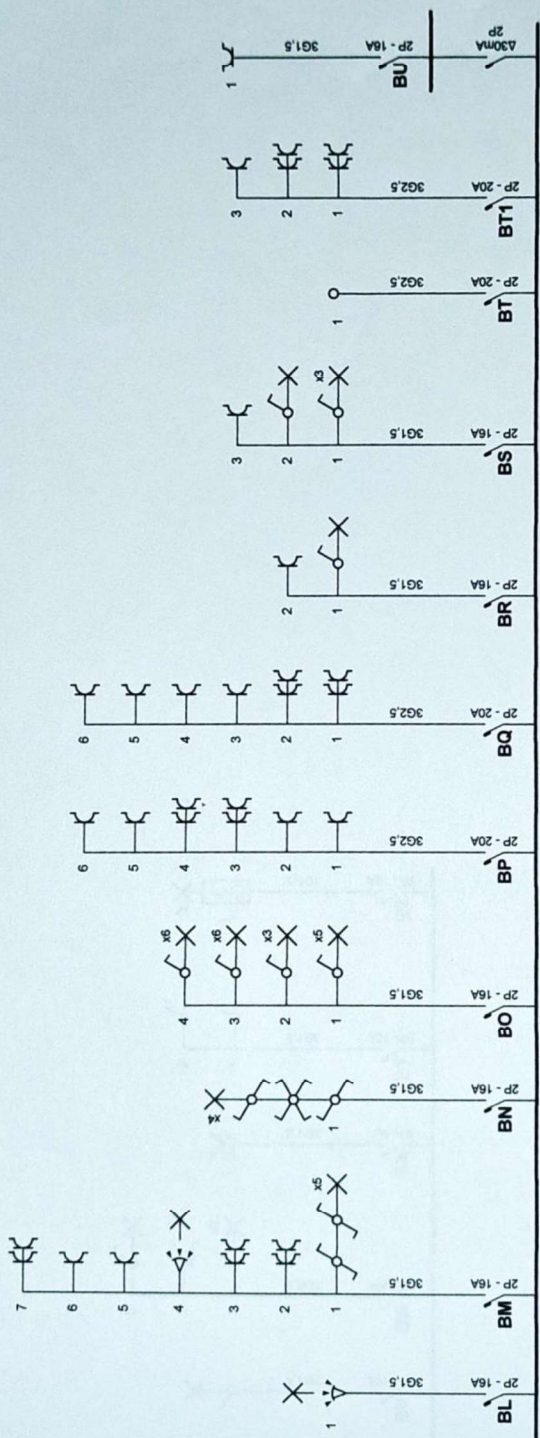 1
3G1,5
2P - 16A
BL
7
6
5
4
3
2
1
x5
3G1,5
2P - 16A
BM
x4
1
3G1,5
2P - 16A
BN
4
x6
3
x6
2
x3
1
x5
3G1,5
2P - 16A
BO
6
5
4
3
2
1
3G2,5
2P - 20A
BP
6
5
4
3
2
1
3G2,5
2P - 20A
BQ
2
1
3G1,5
2P - 16A
BR
3
2
1
x3
3G1,5
2P - 16A
BS
1
3G2,5
2P - 20A
BT
3
2
1
3G2,5
2P - 20A
BT1
1
3G1,5
2P - 16A
BU
Δ30mA
2P